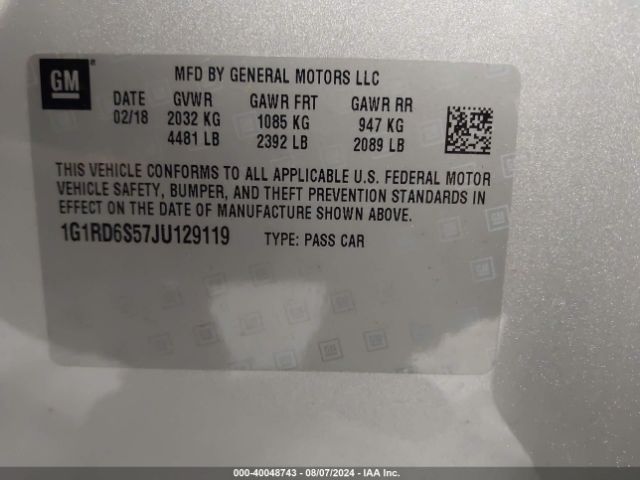 GM ®
MFD BY GENERAL MOTORS LLC
DATE GVWR GAWR FRT GAWR RR
02/18 2032 KG 1085 KG 947 KG
4481 LB 2392 LB 2089 LB
THIS VEHICLE CONFORMS TO ALL APPLICABLE U.S. FEDERAL MOTOR
VEHICLE SAFETY, BUMPER, AND THEFT PREVENTION STANDARDS IN
EFFECT ON THE DATE OF MANUFACTURE SHOWN ABOVE.
1G1RD6S57JU129119 TYPE: PASS CAR
000-40048743 - 08/07/2024 - IAA Inc.